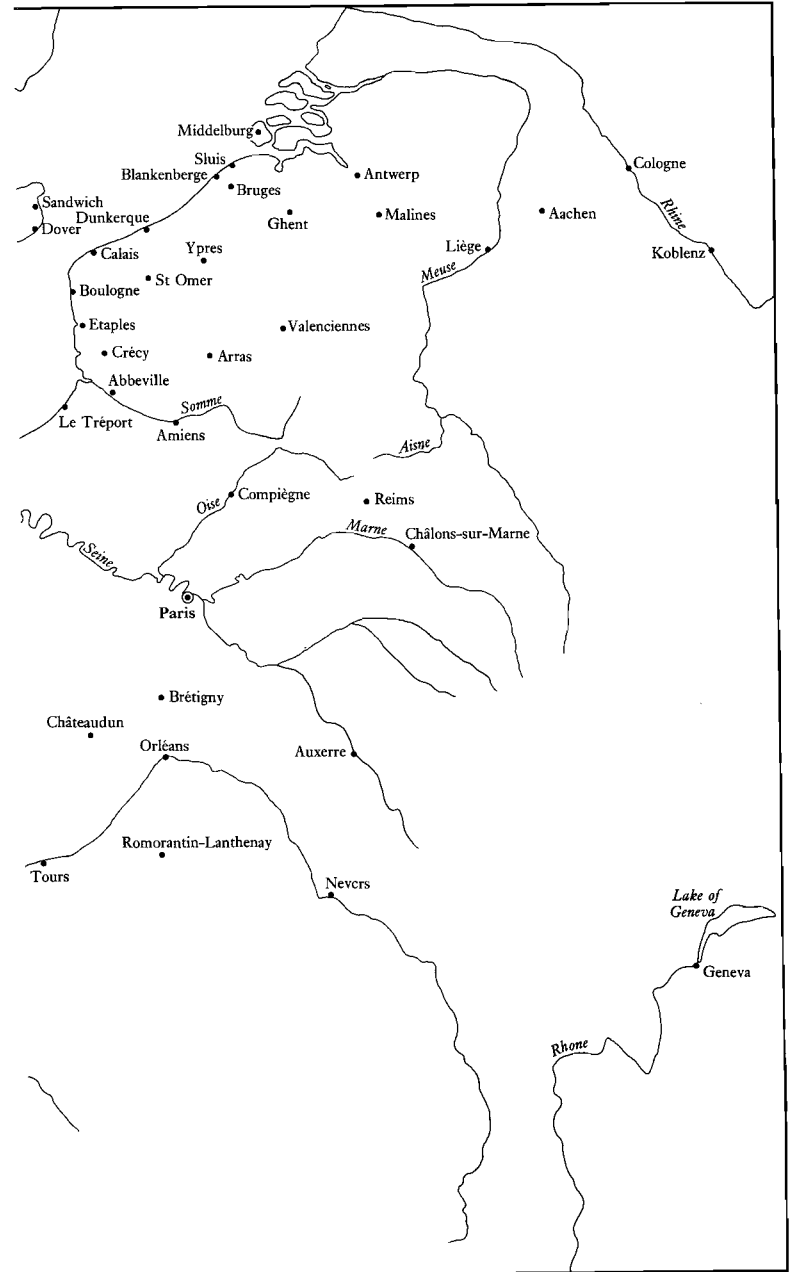 Middelburg
Sluis
Blankenberge
Bruges
Antwerp
Cologne
Sandwich
Dunkerque
Ghent
Malines
Aachen
Rhine
Dover
Calais
Ypres
Liège
Koblenz
St Omer
Meuse
Boulogne
Etaples
Valenciennes
Crécy
Arras
Abbeville
Somme
Le Tréport
Amiens
Aisne
Oise
Compiègne
Reims
Marne
Châlons-sur-Marne
Seine
Paris
Brétigny
Châteaudun
Orléans
Auxerre
Romorantin-Lanthenay
Tours
Nevers
Lake of
Geneva
Geneva
Rhone